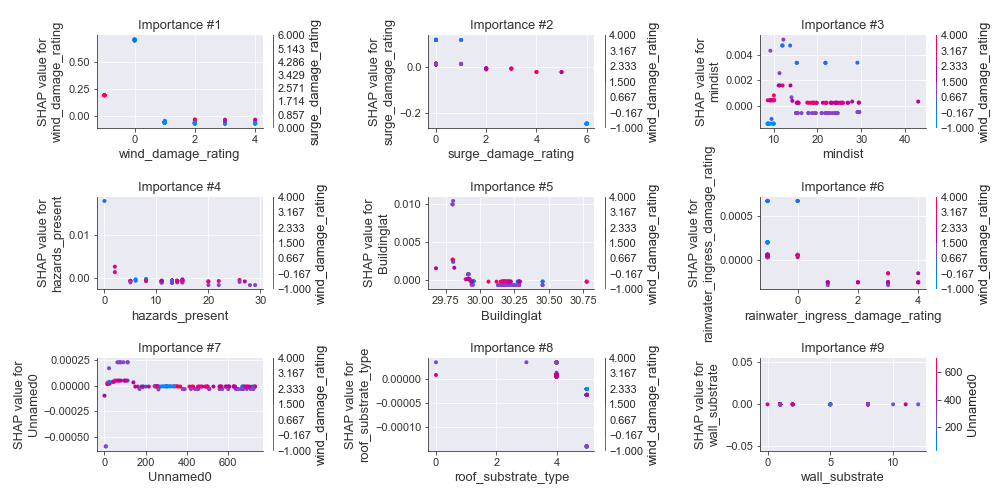 Importance #1
SHAP value for
wind_damage_rating
0.50
0.25
0.00
0
2
4
wind_damage_rating
6.000
5.143
4.286
3.429
2.571
1.714
0.857
0.000
surge_damage_rating
Importance #2
SHAP value for
surge_damage_rating
0.0
−0.2
0
1
2
3
4
5
6
surge_damage_rating
4.000
3.167
2.333
1.500
0.667
−0.167
−1.000
wind_damage_rating
Importance #3
SHAP value for
mindist
0.004
0.002
0.000
10
20
30
40
mindist
4.000
3.167
2.333
1.500
0.667
−0.167
−1.000
wind_damage_rating
Importance #4
SHAP value for
hazards_present
0.01
0.00
0
10
20
30
hazards_present
4.000
3.167
2.333
1.500
0.667
−0.167
−1.000
wind_damage_rating
Importance #5
SHAP value for
Buildinglat
0.010
0.005
0.000
29.75
30.00
30.25
30.50
30.75
Buildinglat
4.000
3.167
2.333
1.500
0.667
−0.167
−1.000
wind_damage_rating
Importance #6
SHAP value for
rainwater_ingress_damage_rating
0.0005
0.0000
0
2
4
rainwater_ingress_damage_rating
4.000
3.167
2.333
1.500
0.667
−0.167
−1.000
wind_damage_rating
Importance #7
SHAP value for
Unnamed0
0.00025
0.00000
−0.00025
−0.00050
0
200
400
600
Unnamed0
4.000
3.167
2.333
1.500
0.667
−0.167
−1.000
wind_damage_rating
Importance #8
SHAP value for
roof_substrate_type
0.00000
−0.00005
−0.00010
0
2
4
roof_substrate_type
4.000
3.167
2.333
1.500
0.667
−0.167
−1.000
wind_damage_rating
Importance #9
SHAP value for
wall_substrate
0.05
0.00
−0.05
0
5
10
wall_substrate
600
400
200
Unnamed0